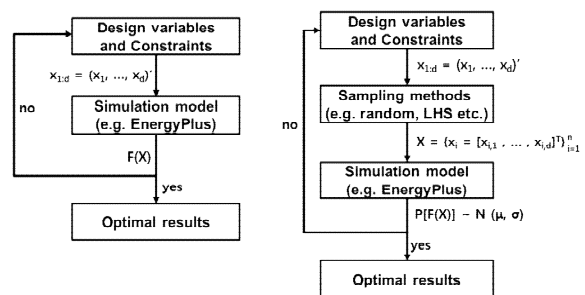 Design variables
and Constraints
x₁:d = (x₁, ..., xd)′
no
Simulation model
(e.g. EnergyPlus)
F(X)
yes
Optimal results
Design variables
and Constraints
x₁:d = (x₁, ..., xd)′
Sampling methods
(e.g. random, LHS etc.)
no
X = {xᵢ = [xᵢ,₁ , ... , xᵢ,d]ᵀ}ⁿᵢ₌₁
Simulation model
(e.g. EnergyPlus)
P[F(X)] ~ N (μ, σ)
yes
Optimal results